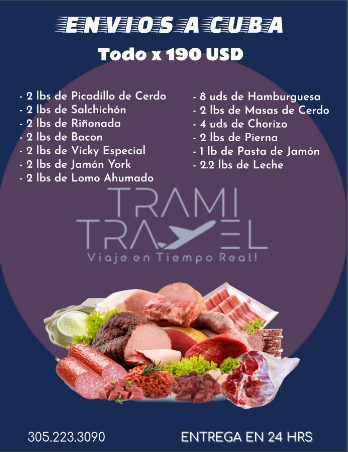 ENVIOS A CUBA
Todo x 190 USD
- 2 lbs de Picadillo de Cerdo
- 2 lbs de Salchichón
- 2 lbs de Riñonada
- 2 lbs de Bacon
- 2 lbs de Vicky Especial
- 2 lbs de Jamón York
- 2 lbs de Lomo Ahumado
- 8 uds de Hamburguesa
- 2 lbs de Masas de Cerdo
- 4 uds de Chorizo
- 2 lbs de Pierna
- 1 lb de Pasta de Jamón
- 2.2 lbs de Leche
TRAMI
TRAVEL
Viaje en Tiempo Real!
305.223.3090
ENTREGA EN 24 HRS